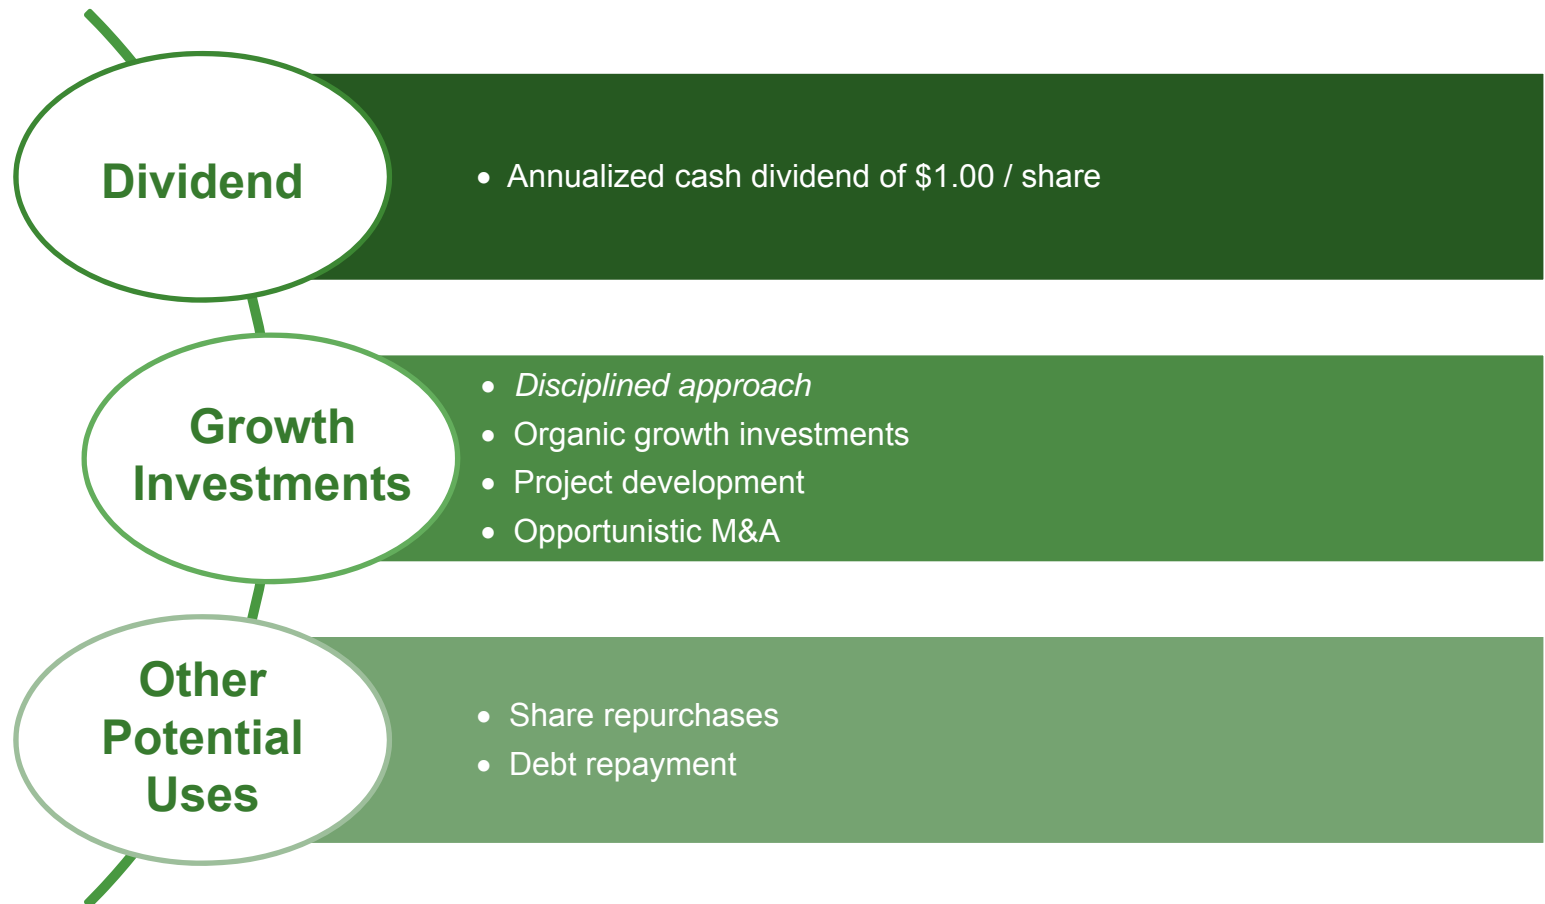 Dividend
• Annualized cash dividend of $1.00 / share
Growth
Investments
• Disciplined approach
• Organic growth investments
• Project development
• Opportunistic M&A
Other
Potential
Uses
• Share repurchases
• Debt repayment